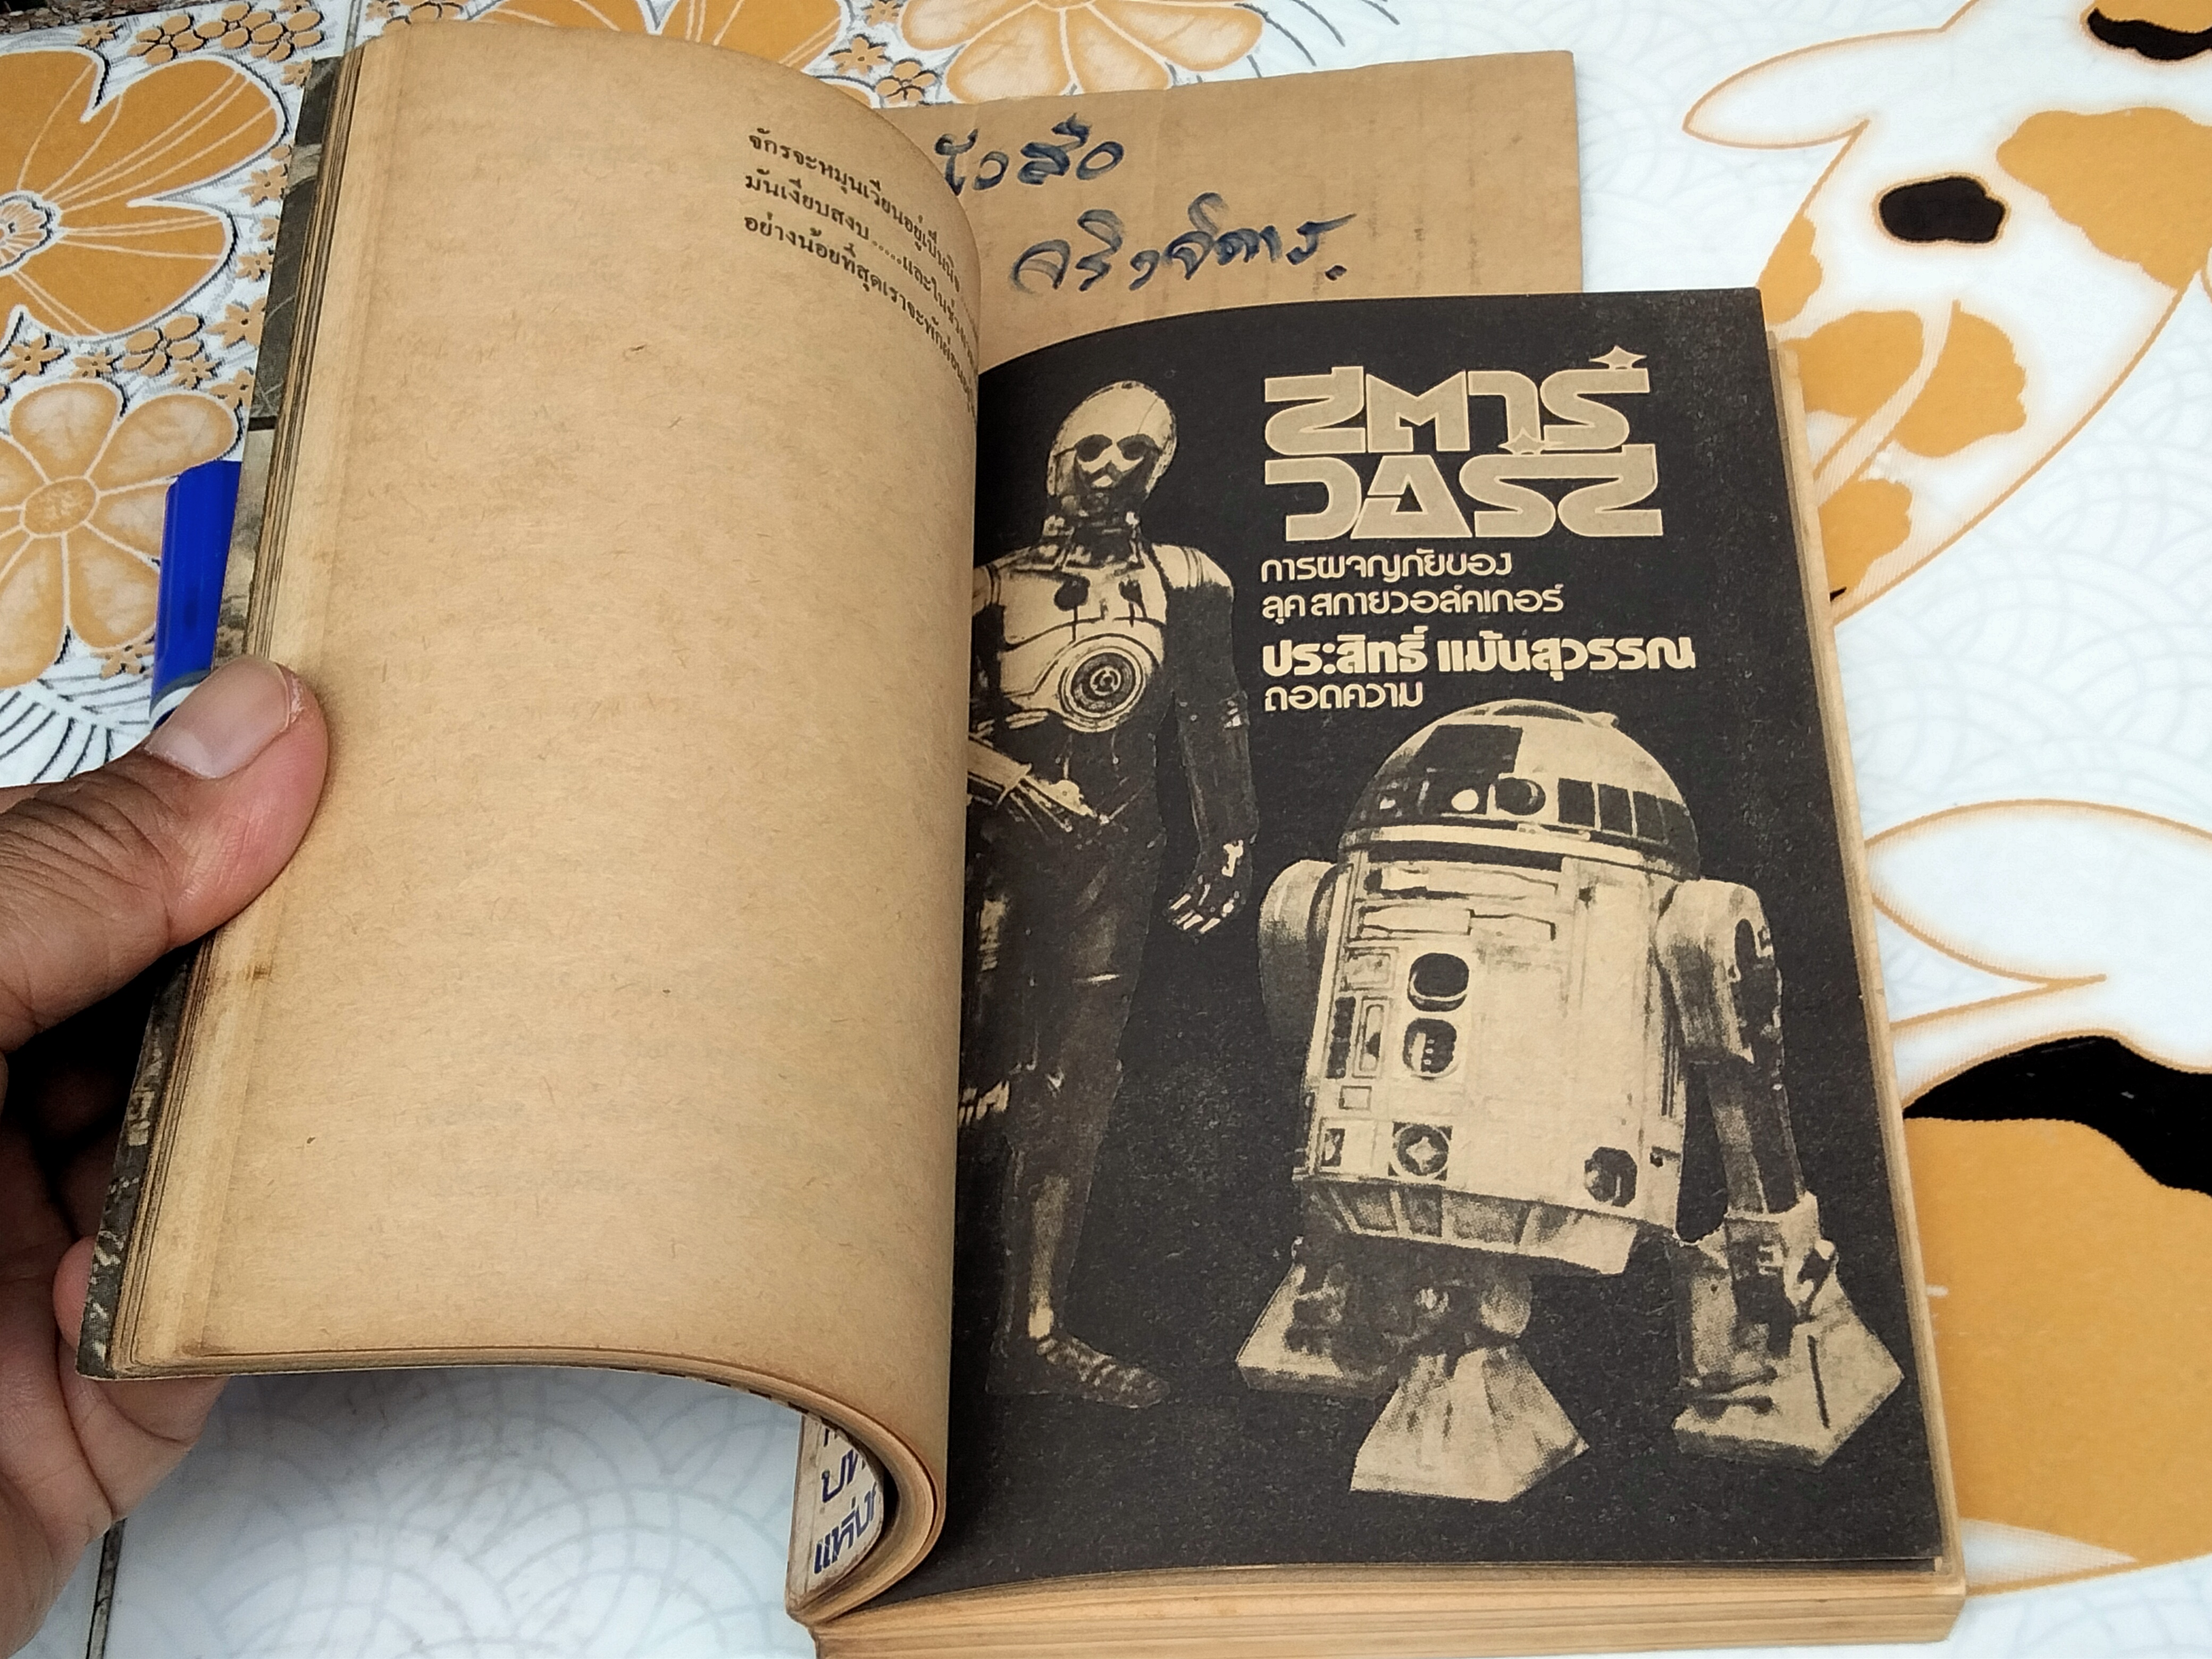 จักรจะหมุนเวียนอยู่เป็นนิจ
มันเงียบสงบ......และในช่วง
อย่างน้อยที่สุดเราจะพักผ่อน
สือ
จริงจิตาร.
สตาร์
วอร์ส
การผจญภัยของ
ลุค สกายวอล์คเกอร์
ประสิทธิ์ แม้นสุวรรณ
ถอดความ